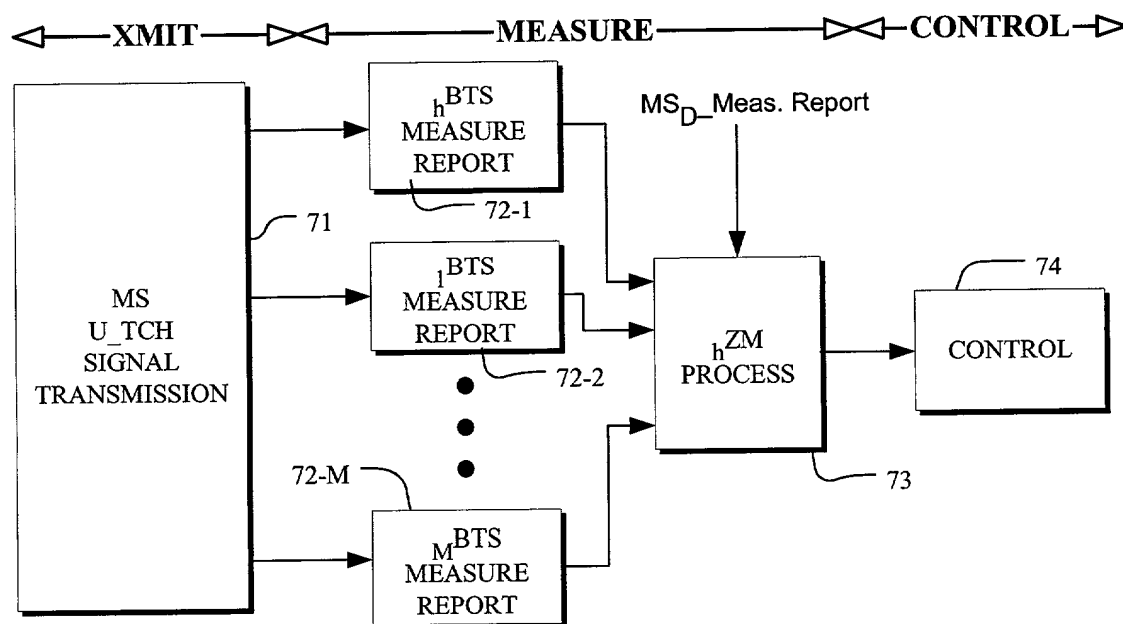 XMIT MEASURE CONTROL
MS
U_TCH
SIGNAL
TRANSMISSION
71
hBTS
MEASURE
REPORT
72-1
lBTS
MEASURE
REPORT
72-2
72-M
MBTS
MEASURE
REPORT
MSD_Meas. Report
hZM
PROCESS
73
74
CONTROL